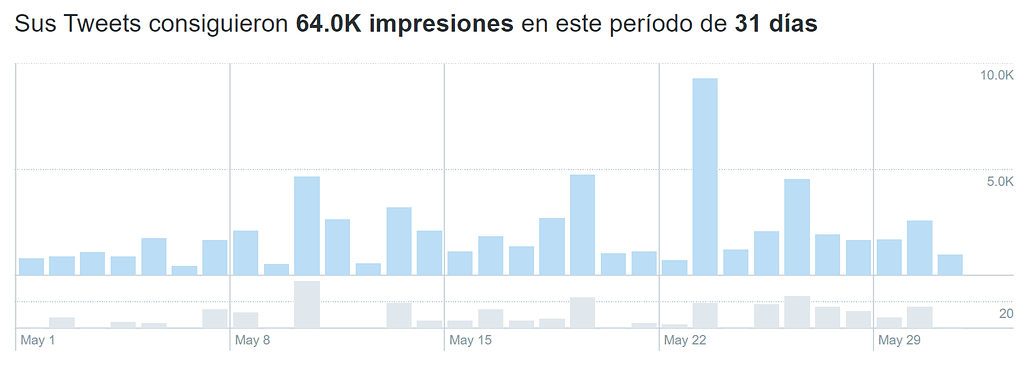 Sus Tweets consiguieron 64.0K impresiones en este período de 31 días
10.0K
5.0K
20
May 1
May 8
May 15
May 22
May 29